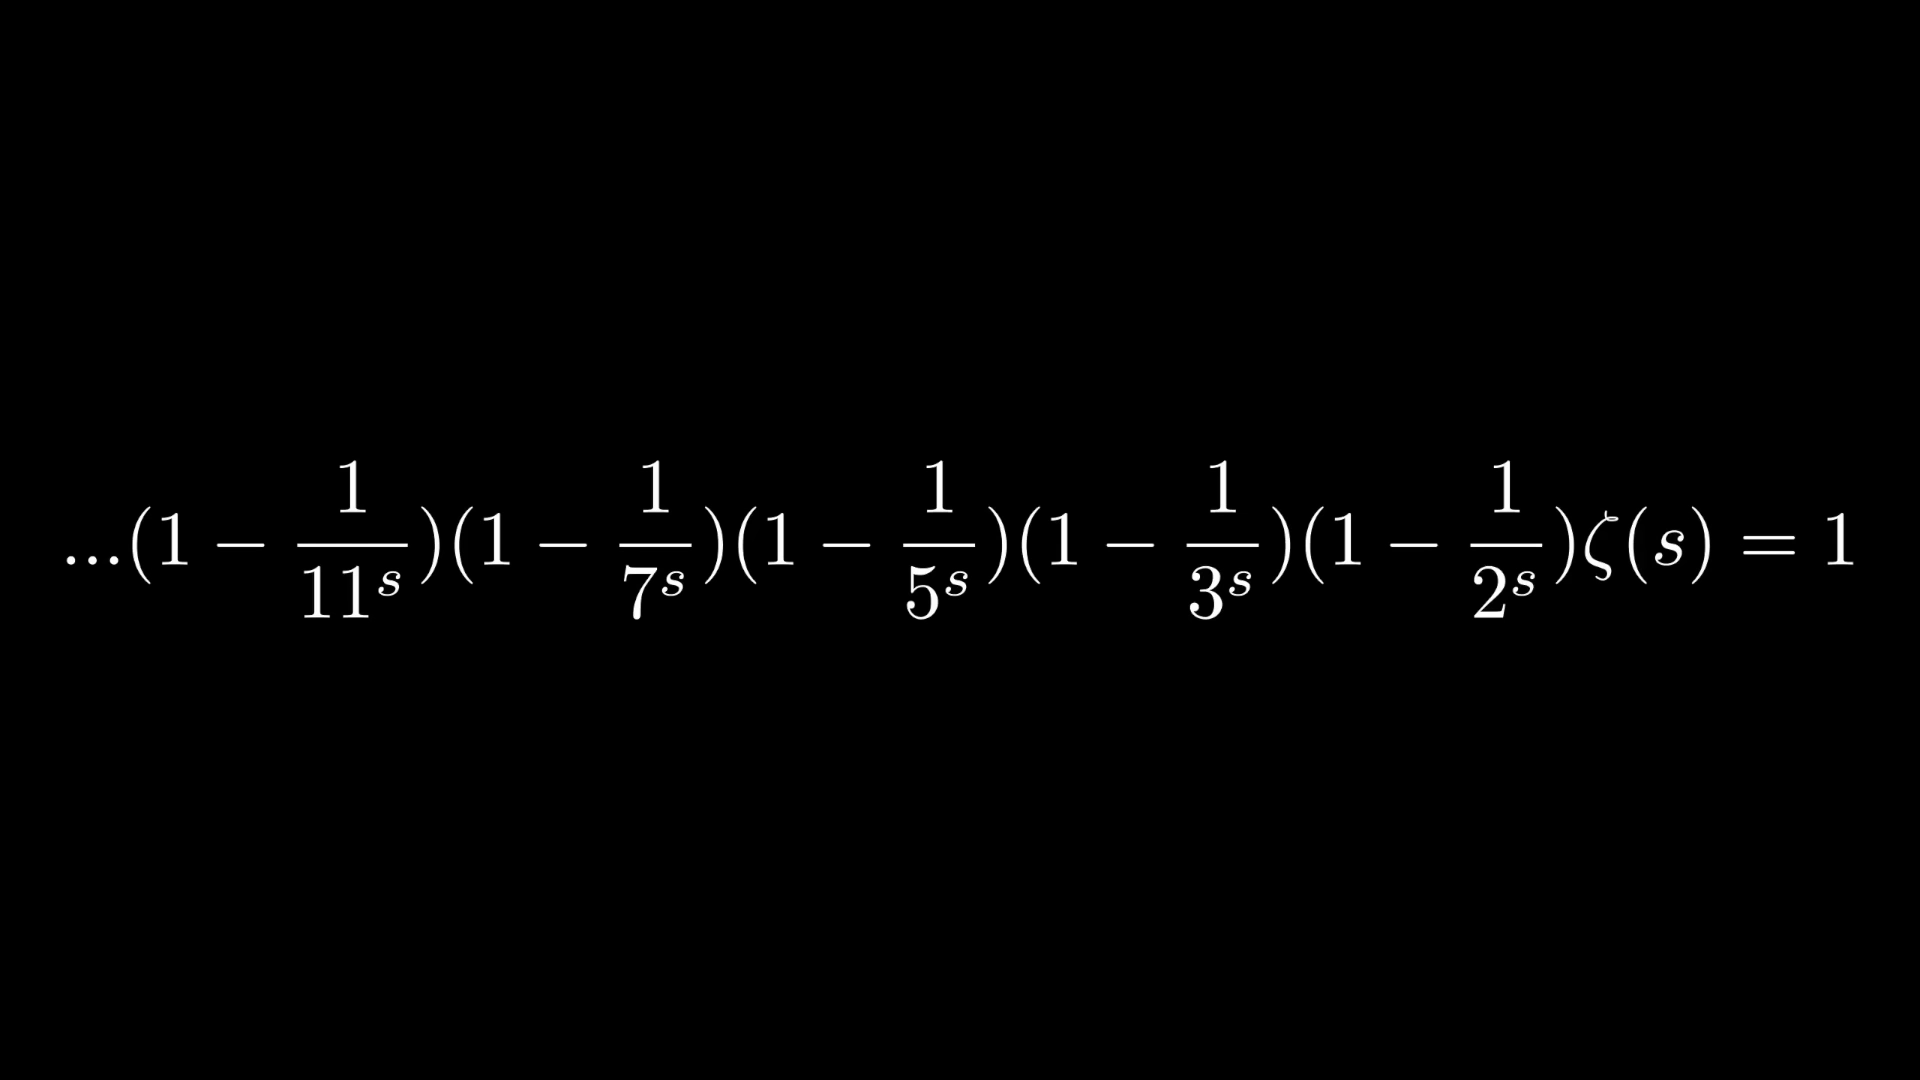 ...(1 − 1/11^s)(1 − 1/7^s)(1 − 1/5^s)(1 − 1/3^s)(1 − 1/2^s)ζ(s) = 1